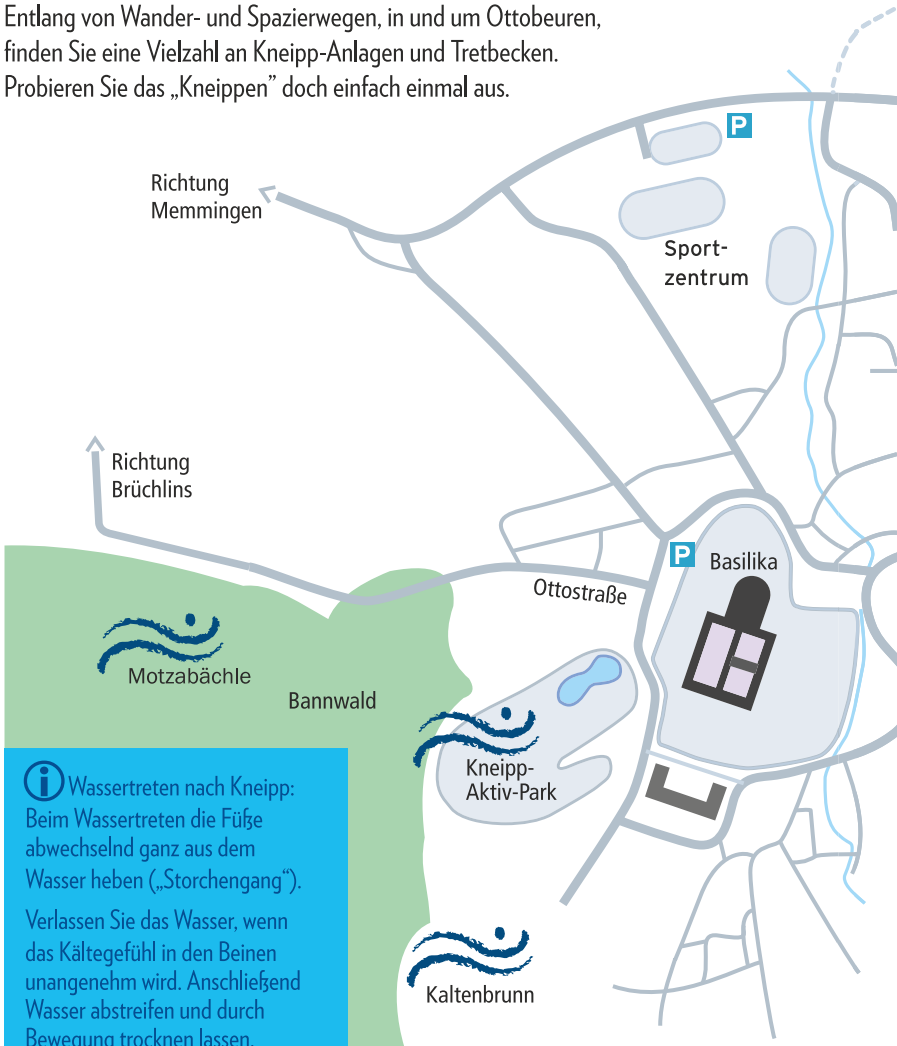 Entlang von Wander- und Spazierwegen, in und um Ottobeuren,
finden Sie eine Vielzahl an Kneipp-Anlagen und Tretbecken.
Probieren Sie das „Kneippen” doch einfach einmal aus.
P
Richtung
Memmingen
Sport-
zentrum
Richtung
Brüchlins
P
Basilika
Ottostraße
Motzabächle
Bannwald
Kneipp-
Aktiv-Park
i Wassertreten nach Kneipp:
Beim Wassertreten die Füße
abwechselnd ganz aus dem
Wasser heben („Storchengang”).
Verlassen Sie das Wasser, wenn
das Kältegefühl in den Beinen
unangenehm wird. Anschließend
Wasser abstreifen und durch
Bewegung trocknen lassen.
Kaltenbrunn